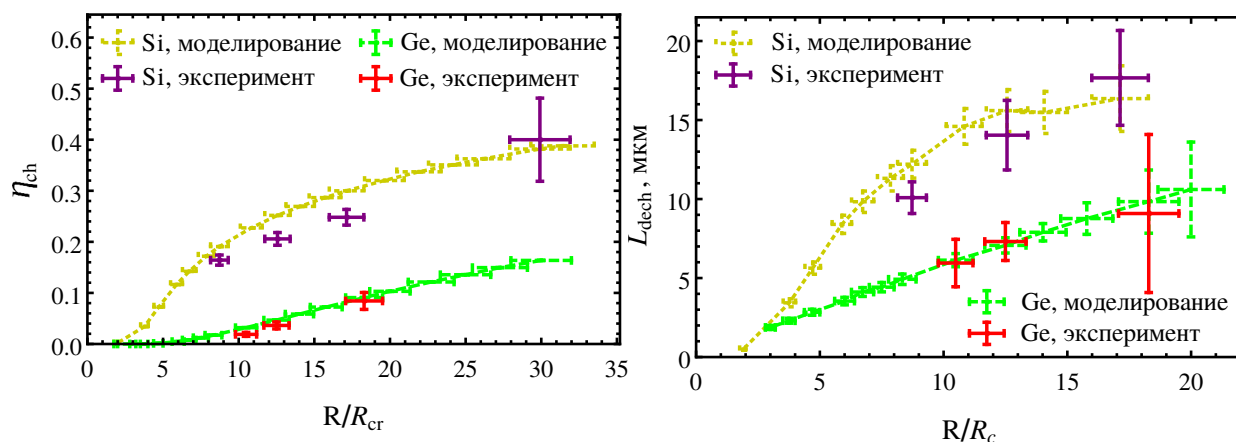 0.6
0.5
0.4
0.3
0.2
0.1
0.0
η_ch
Si, моделирование
Si, эксперимент
Ge, моделирование
Ge, эксперимент
0 5 10 15 20 25 30 35
R/R_cr
20
15
10
5
0
L_dech, мкм
Si, моделирование
Si, эксперимент
Ge, моделирование
Ge, эксперимент
0 5 10 15 20
R/R_c